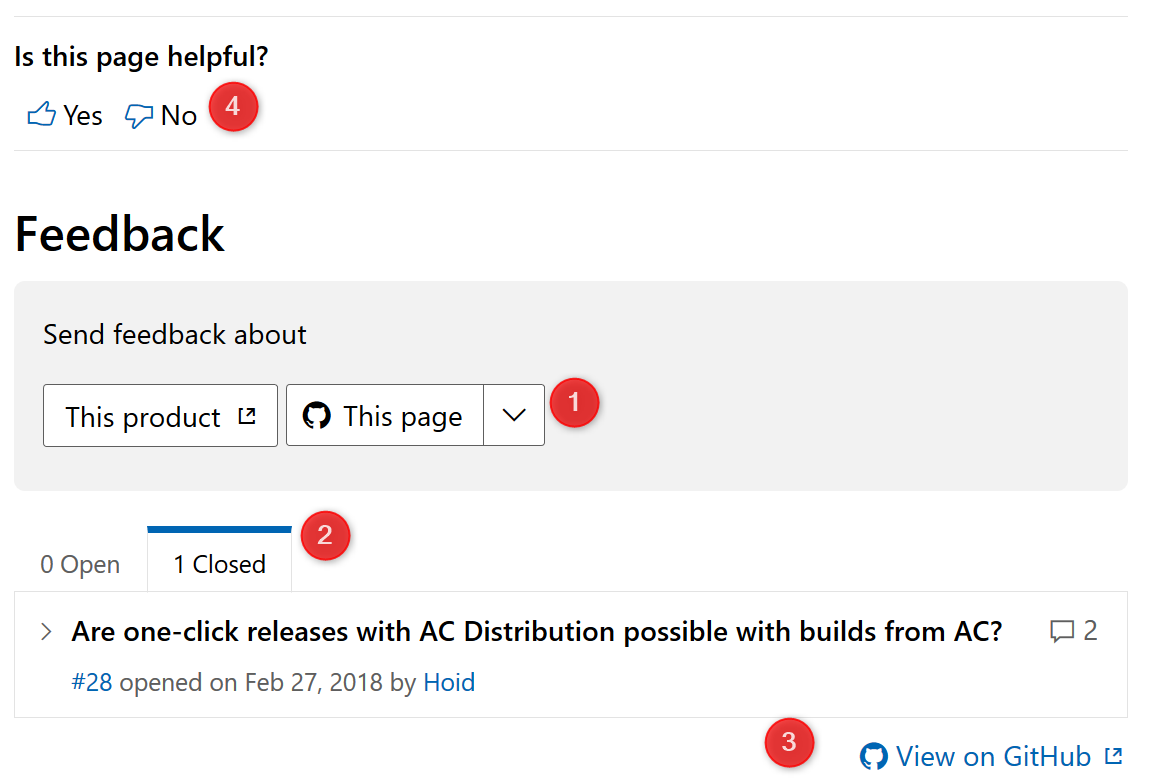 Is this page helpful?
Yes No 4
Feedback
Send feedback about
This product This page 1
2
0 Open 1 Closed
Are one-click releases with AC Distribution possible with builds from AC? 2
#28 opened on Feb 27, 2018 by Hoid
3 View on GitHub